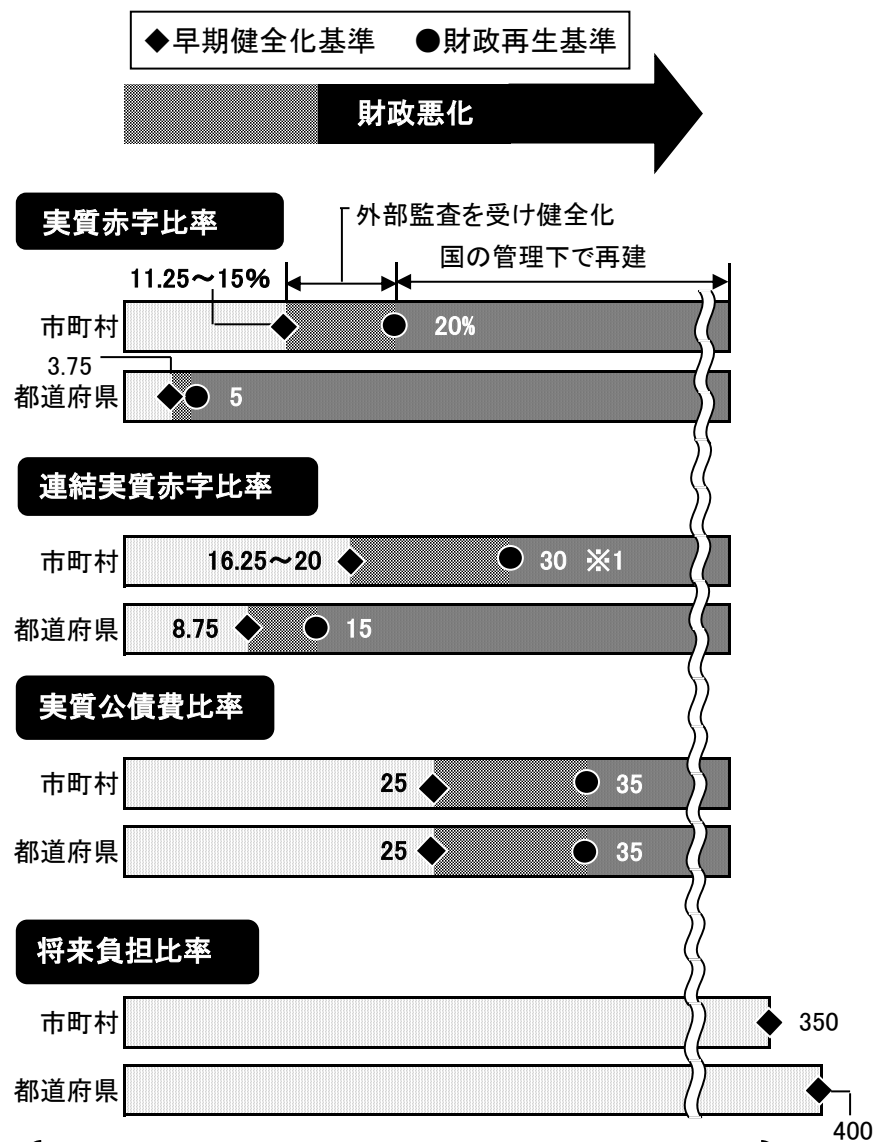 ◆早期健全化基準 ●財政再生基準
財政悪化
実質赤字比率
外部監査を受け健全化
国の管理下で再建
11.25～15%
市町村 20%
3.75
都道府県 5
連結実質赤字比率
市町村 16.25～20 30 ※1
都道府県 8.75 15
実質公債費比率
市町村 25 35
都道府県 25 35
将来負担比率
市町村 350
都道府県
400